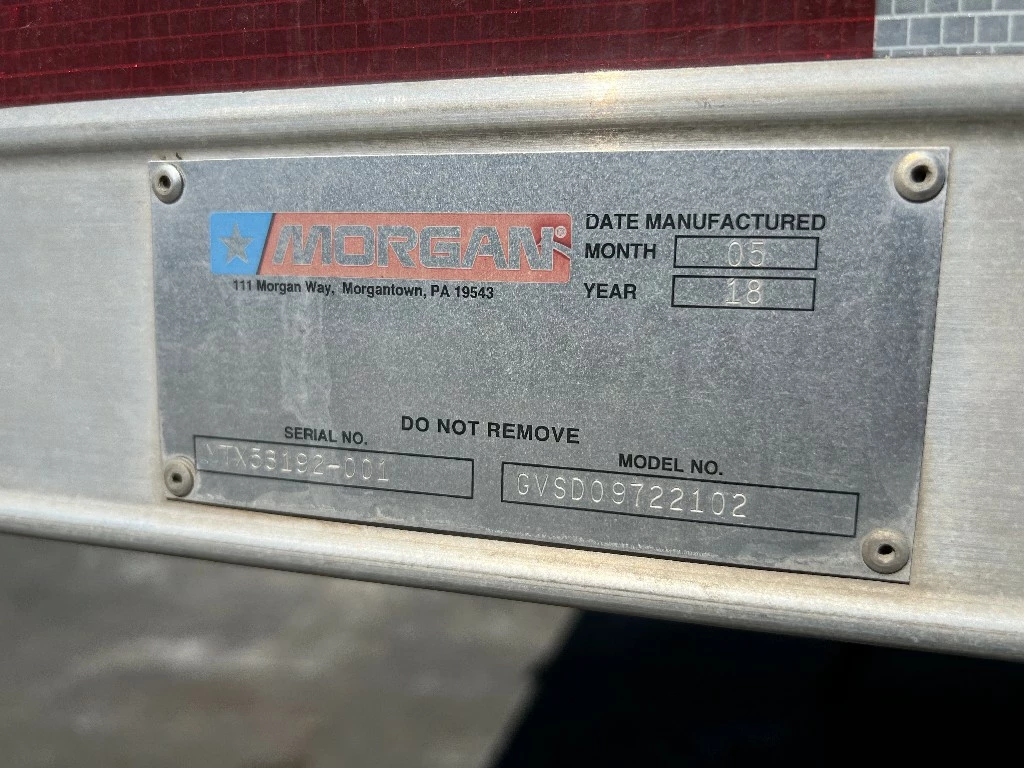 MORGAN®
111 Morgan Way, Morgantown, PA 19543
DATE MANUFACTURED
MONTH 05
YEAR 18
DO NOT REMOVE
SERIAL NO.
MODEL NO.
GVSD09722102